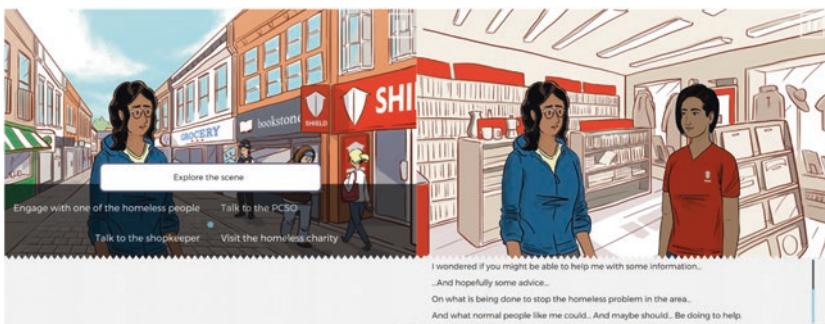 GROCERY
bookstone
SHIELD
SHI
Explore the scene
Engage with one of the homeless people
Talk to the PCSO
Talk to the shopkeeper
Visit the homeless charity
I wondered if you might be able to help me with some information...
...And hopefully some advice...
On what is being done to stop the homeless problem in the area...
And what normal people like me could... And maybe should... Be doing to help.